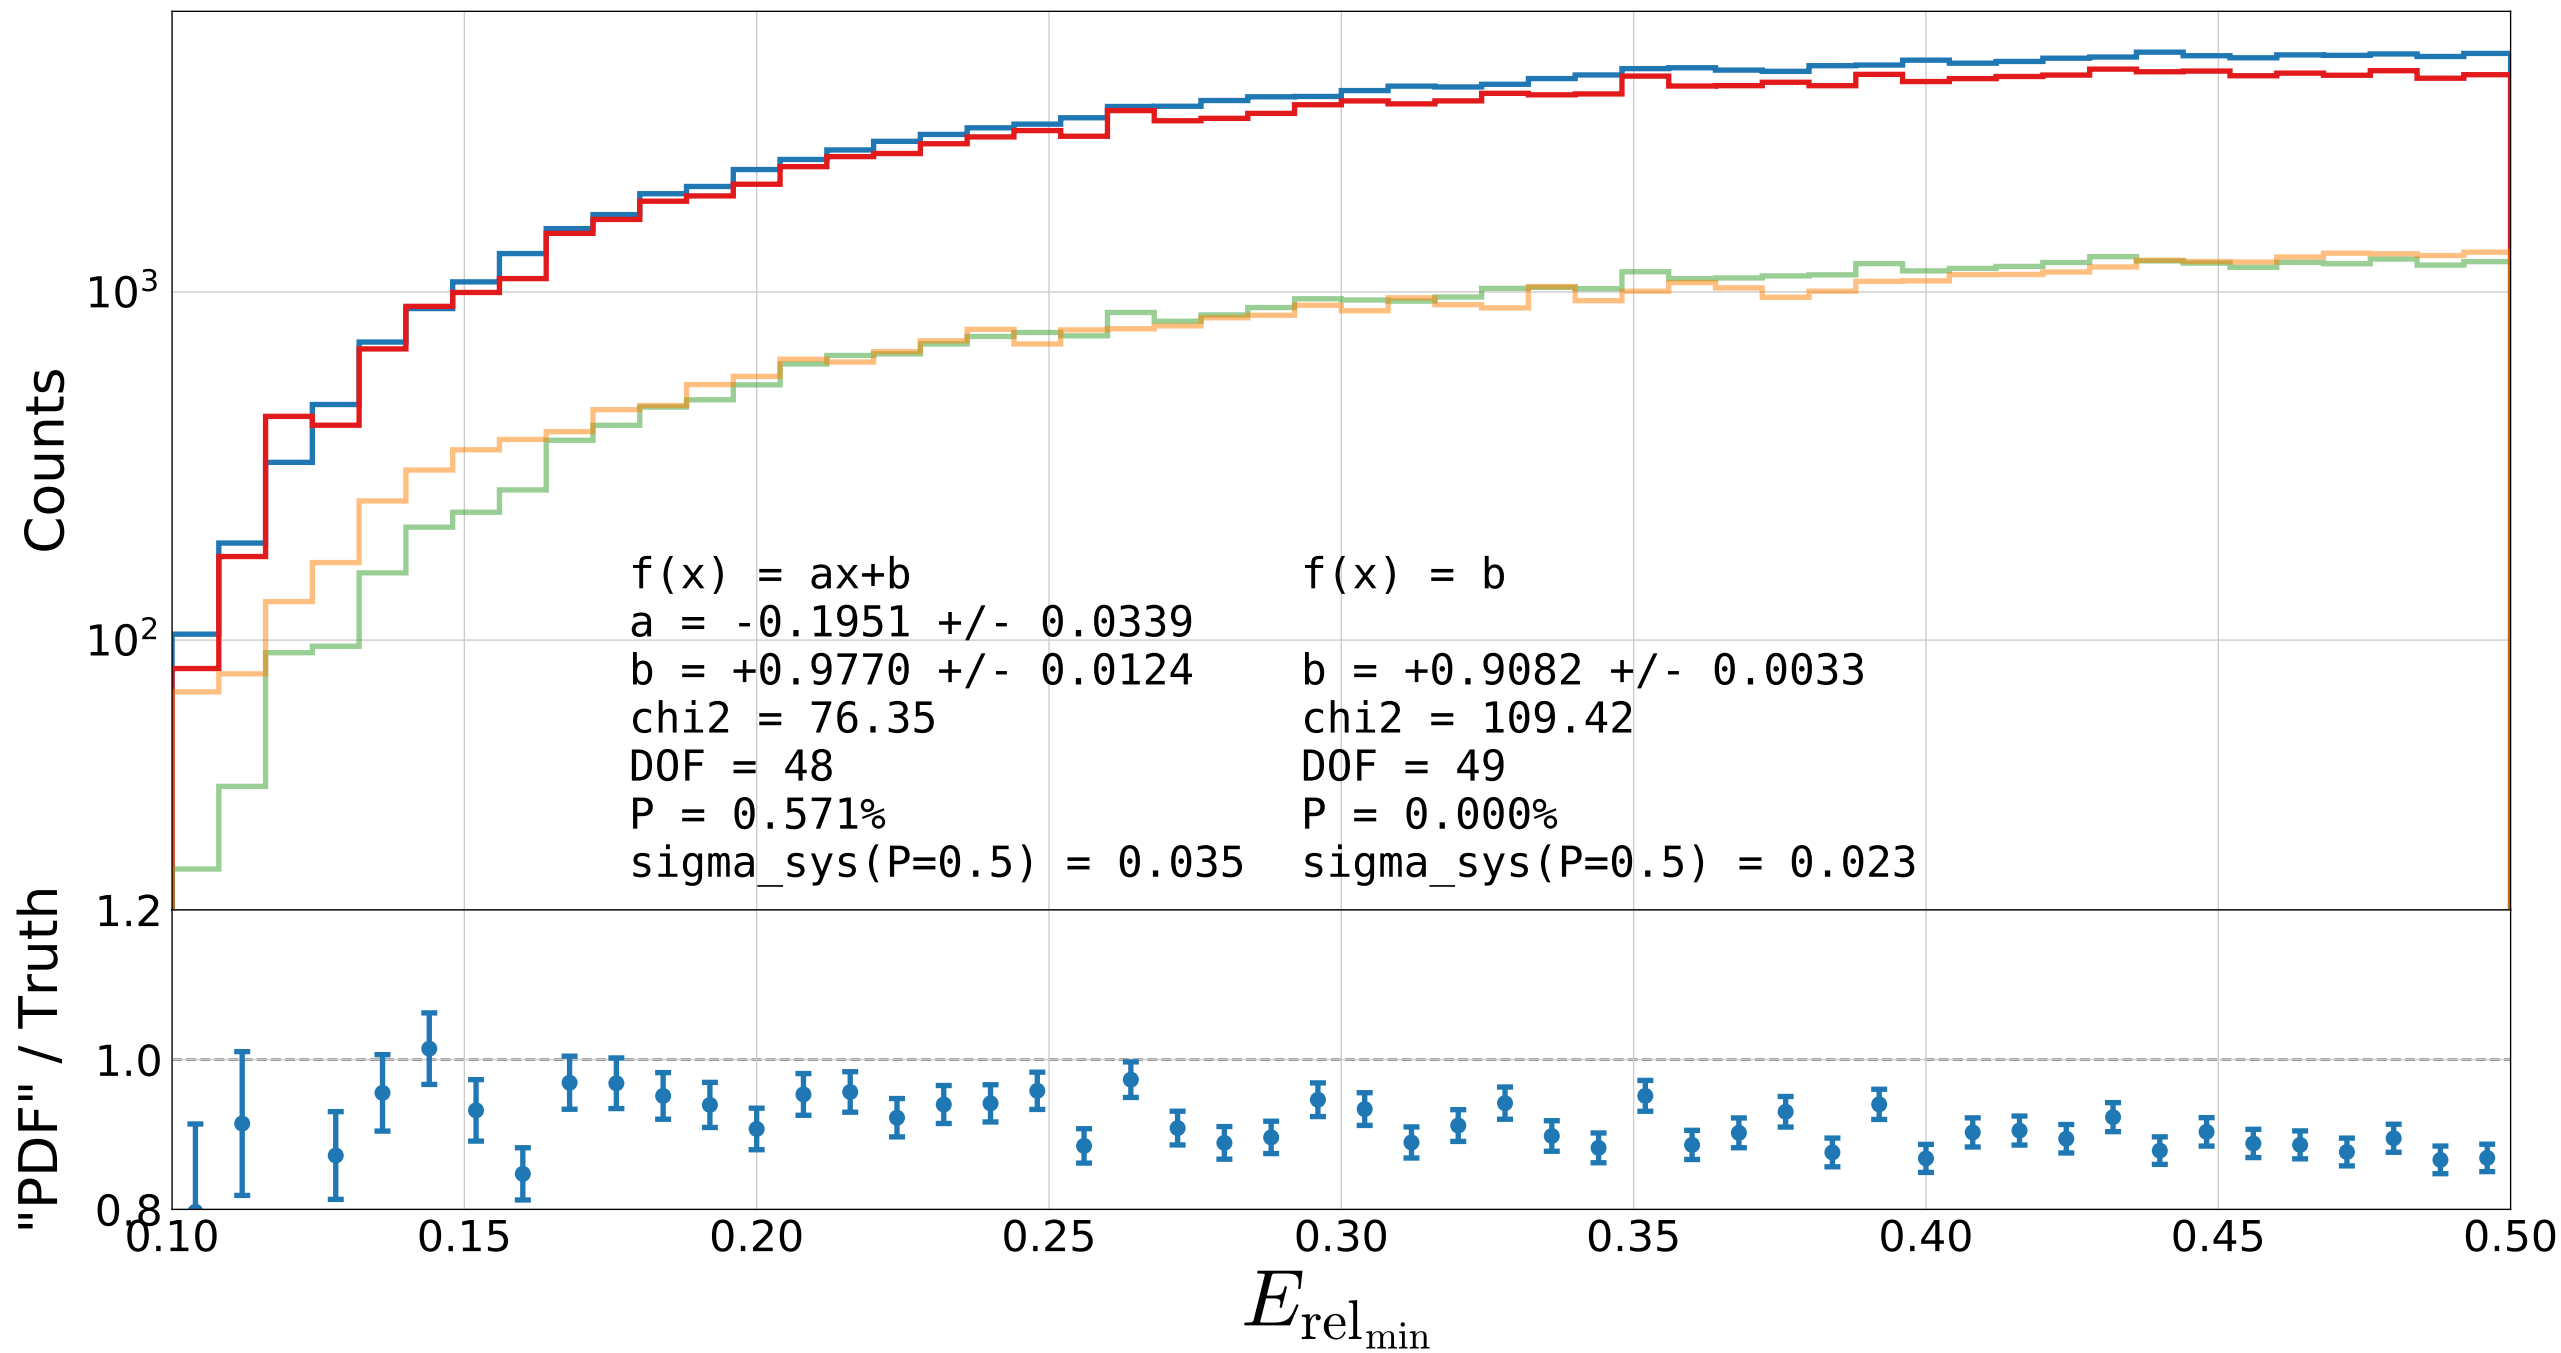 10³
10²
Counts
f(x) = ax+b
a = -0.1951 +/- 0.0339
b = +0.9770 +/- 0.0124
chi2 = 76.35
DOF = 48
P = 0.571%
sigma_sys(P=0.5) = 0.035
f(x) = b
b = +0.9082 +/- 0.0033
chi2 = 109.42
DOF = 49
P = 0.000%
sigma_sys(P=0.5) = 0.023
1.2
1.0
0.8
"PDF" / Truth
0.10 0.15 0.20 0.25 0.30 0.35 0.40 0.45 0.50
E_rel_min